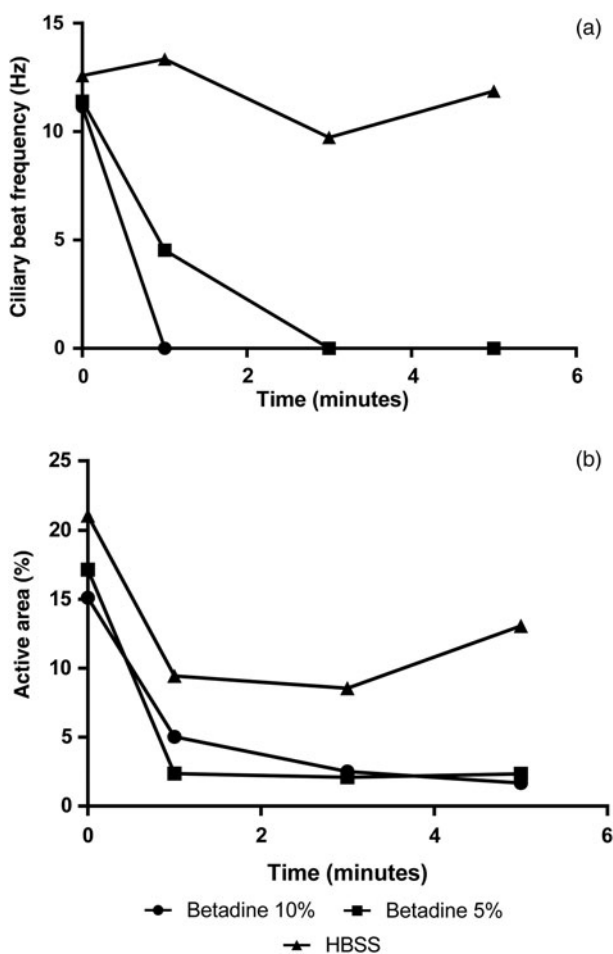 (a)
Ciliary beat frequency (Hz)
15
10
5
0
0 2 4 6
Time (minutes)
(b)
Active area (%)
25
20
15
10
5
0
0 2 4 6
Time (minutes)
Betadine 10% Betadine 5%
HBSS